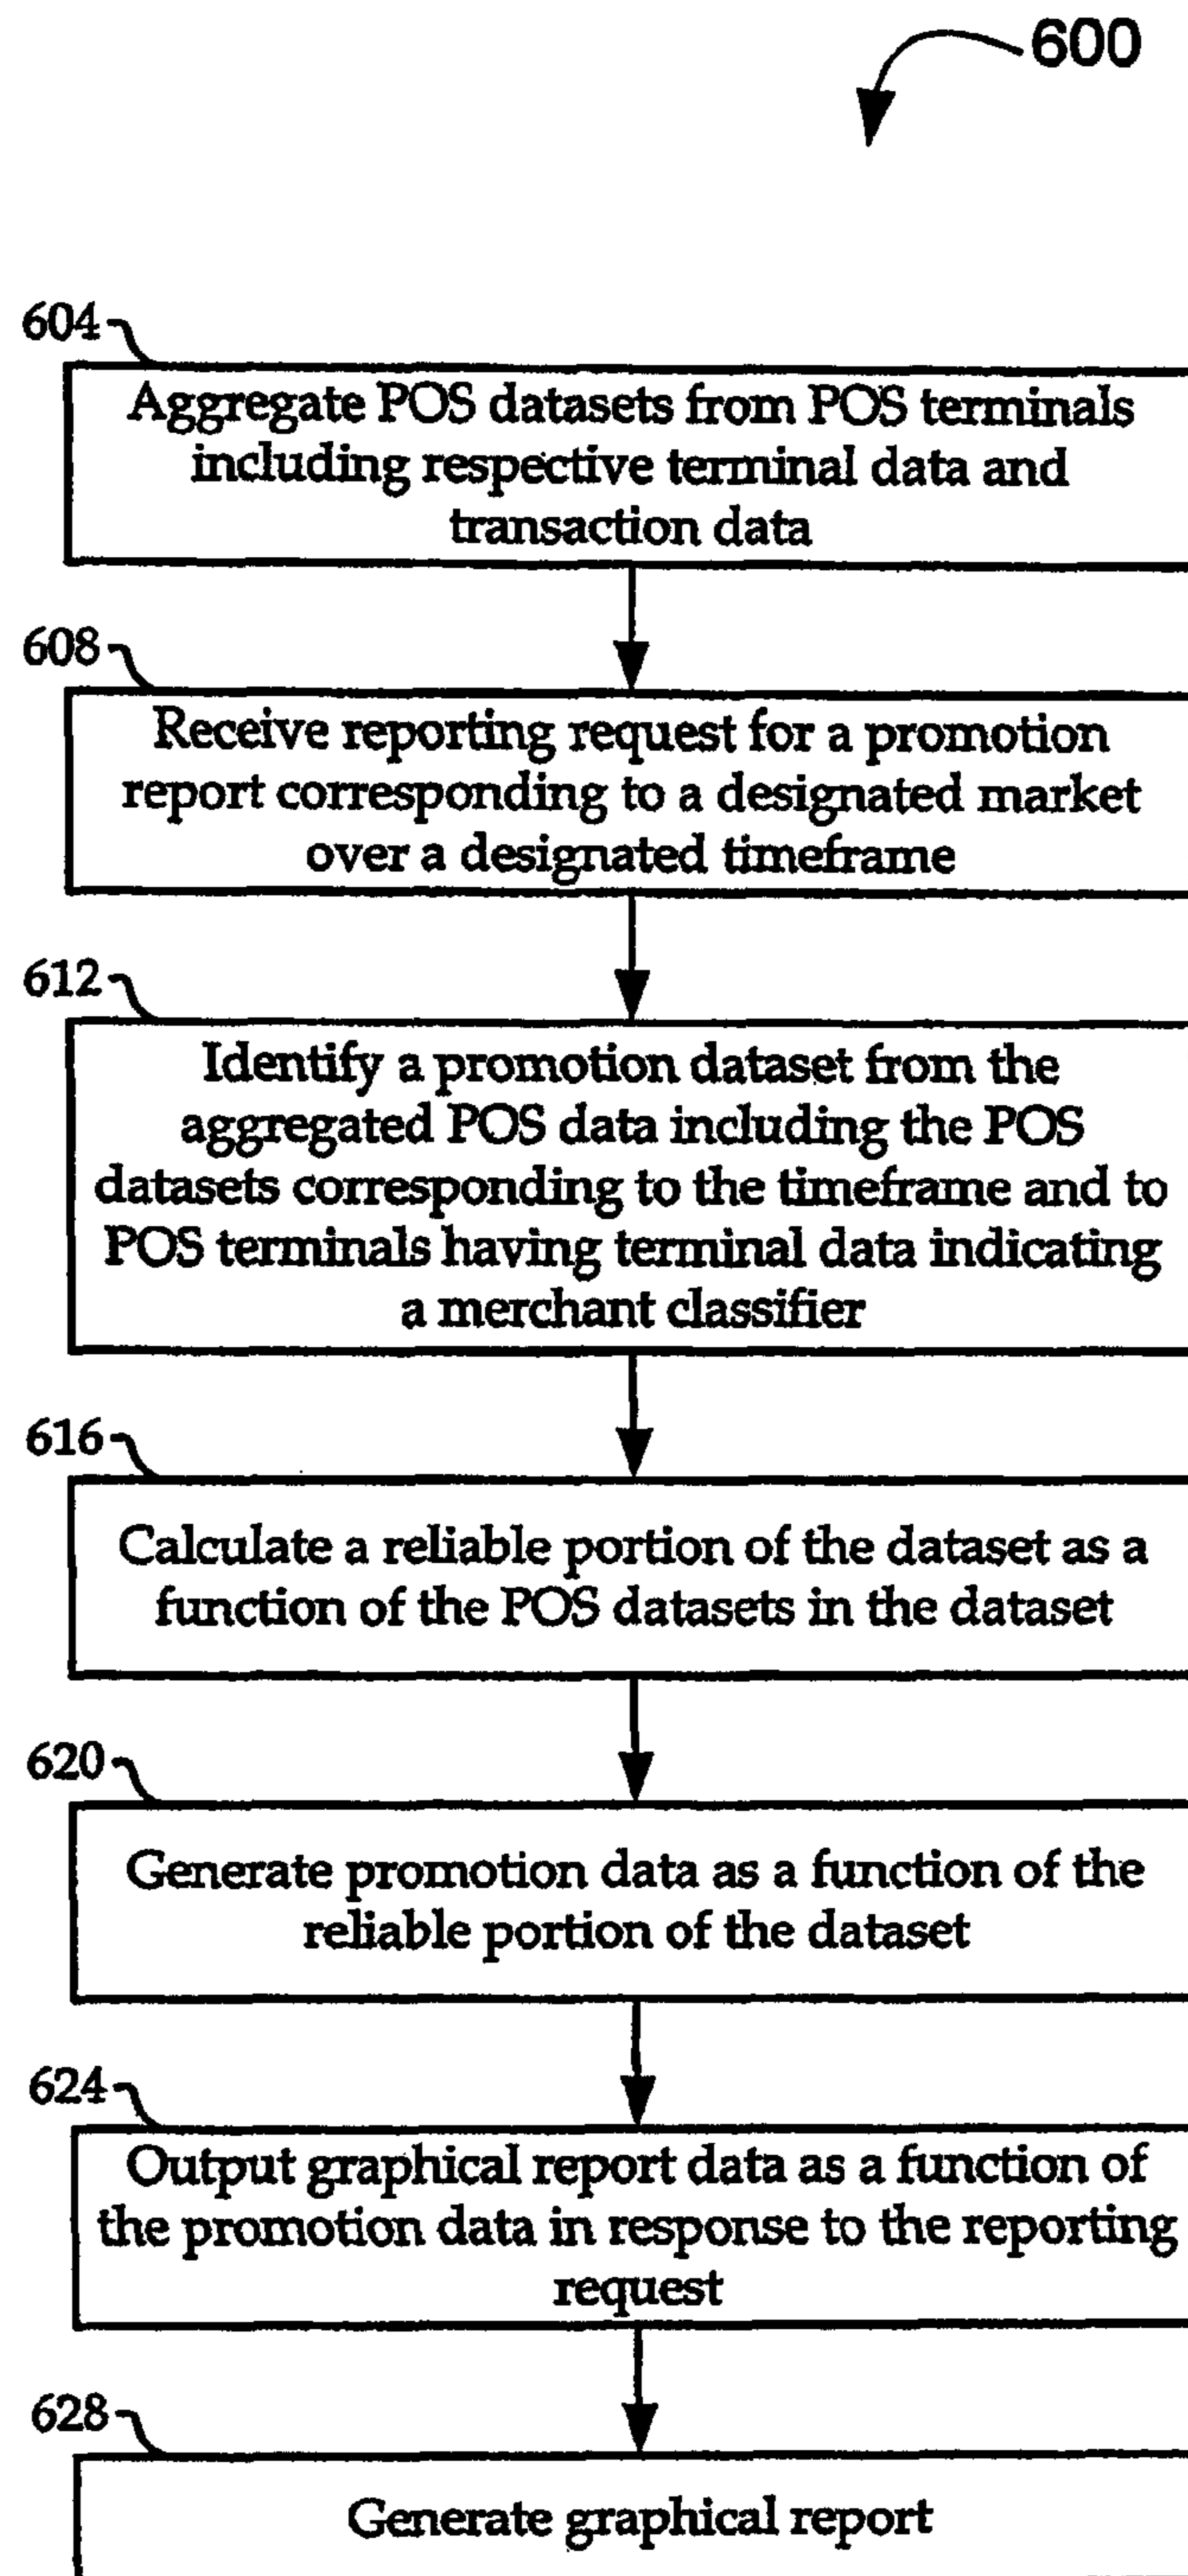 600
604
Aggregate POS datasets from POS terminals
including respective terminal data and
transaction data
608
Receive reporting request for a promotion
report corresponding to a designated market
over a designated timeframe
612
Identify a promotion dataset from the
aggregated POS data including the POS
datasets corresponding to the timeframe and to
POS terminals having terminal data indicating
a merchant classifier
616
Calculate a reliable portion of the dataset as a
function of the POS datasets in the dataset
620
Generate promotion data as a function of the
reliable portion of the dataset
624
Output graphical report data as a function of
the promotion data in response to the reporting
request
628
Generate graphical report